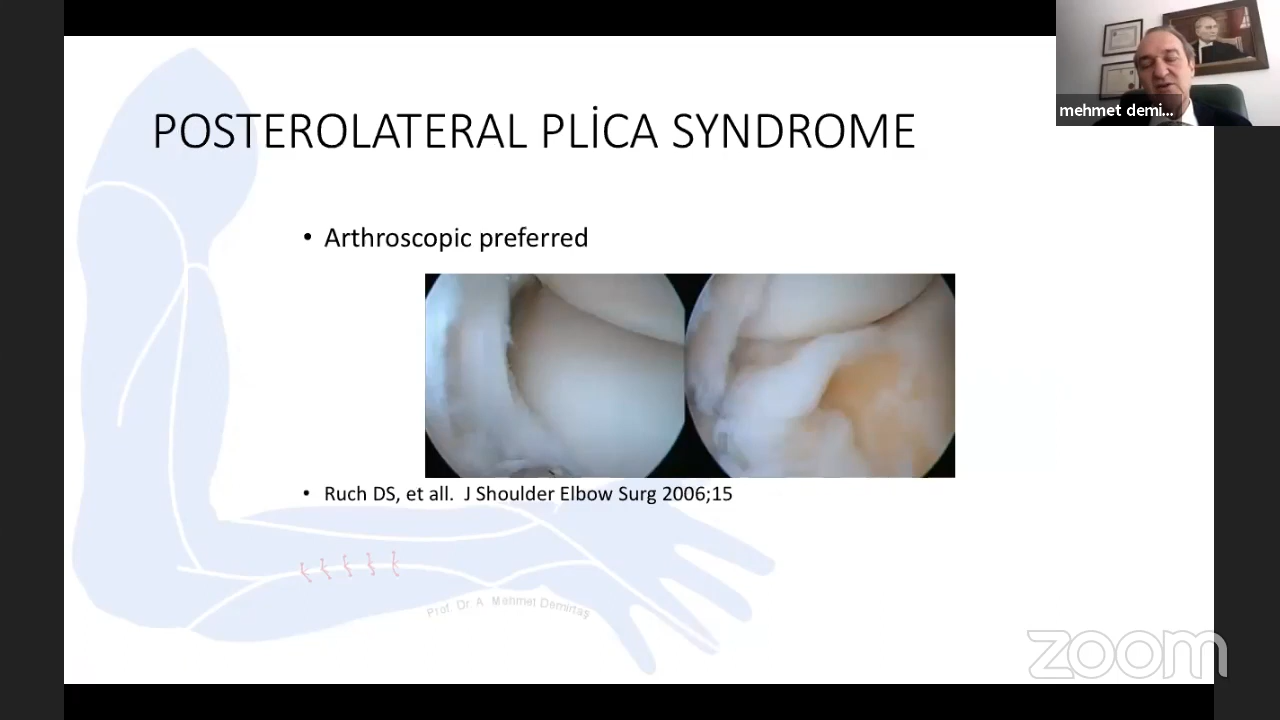 mehmet demi...
POSTEROLATERAL PLİCA SYNDROME
• Arthroscopic preferred
• Ruch DS, et all. J Shoulder Elbow Surg 2006;15
Prof. Dr. A. Mehmet Demirtaş
zoom